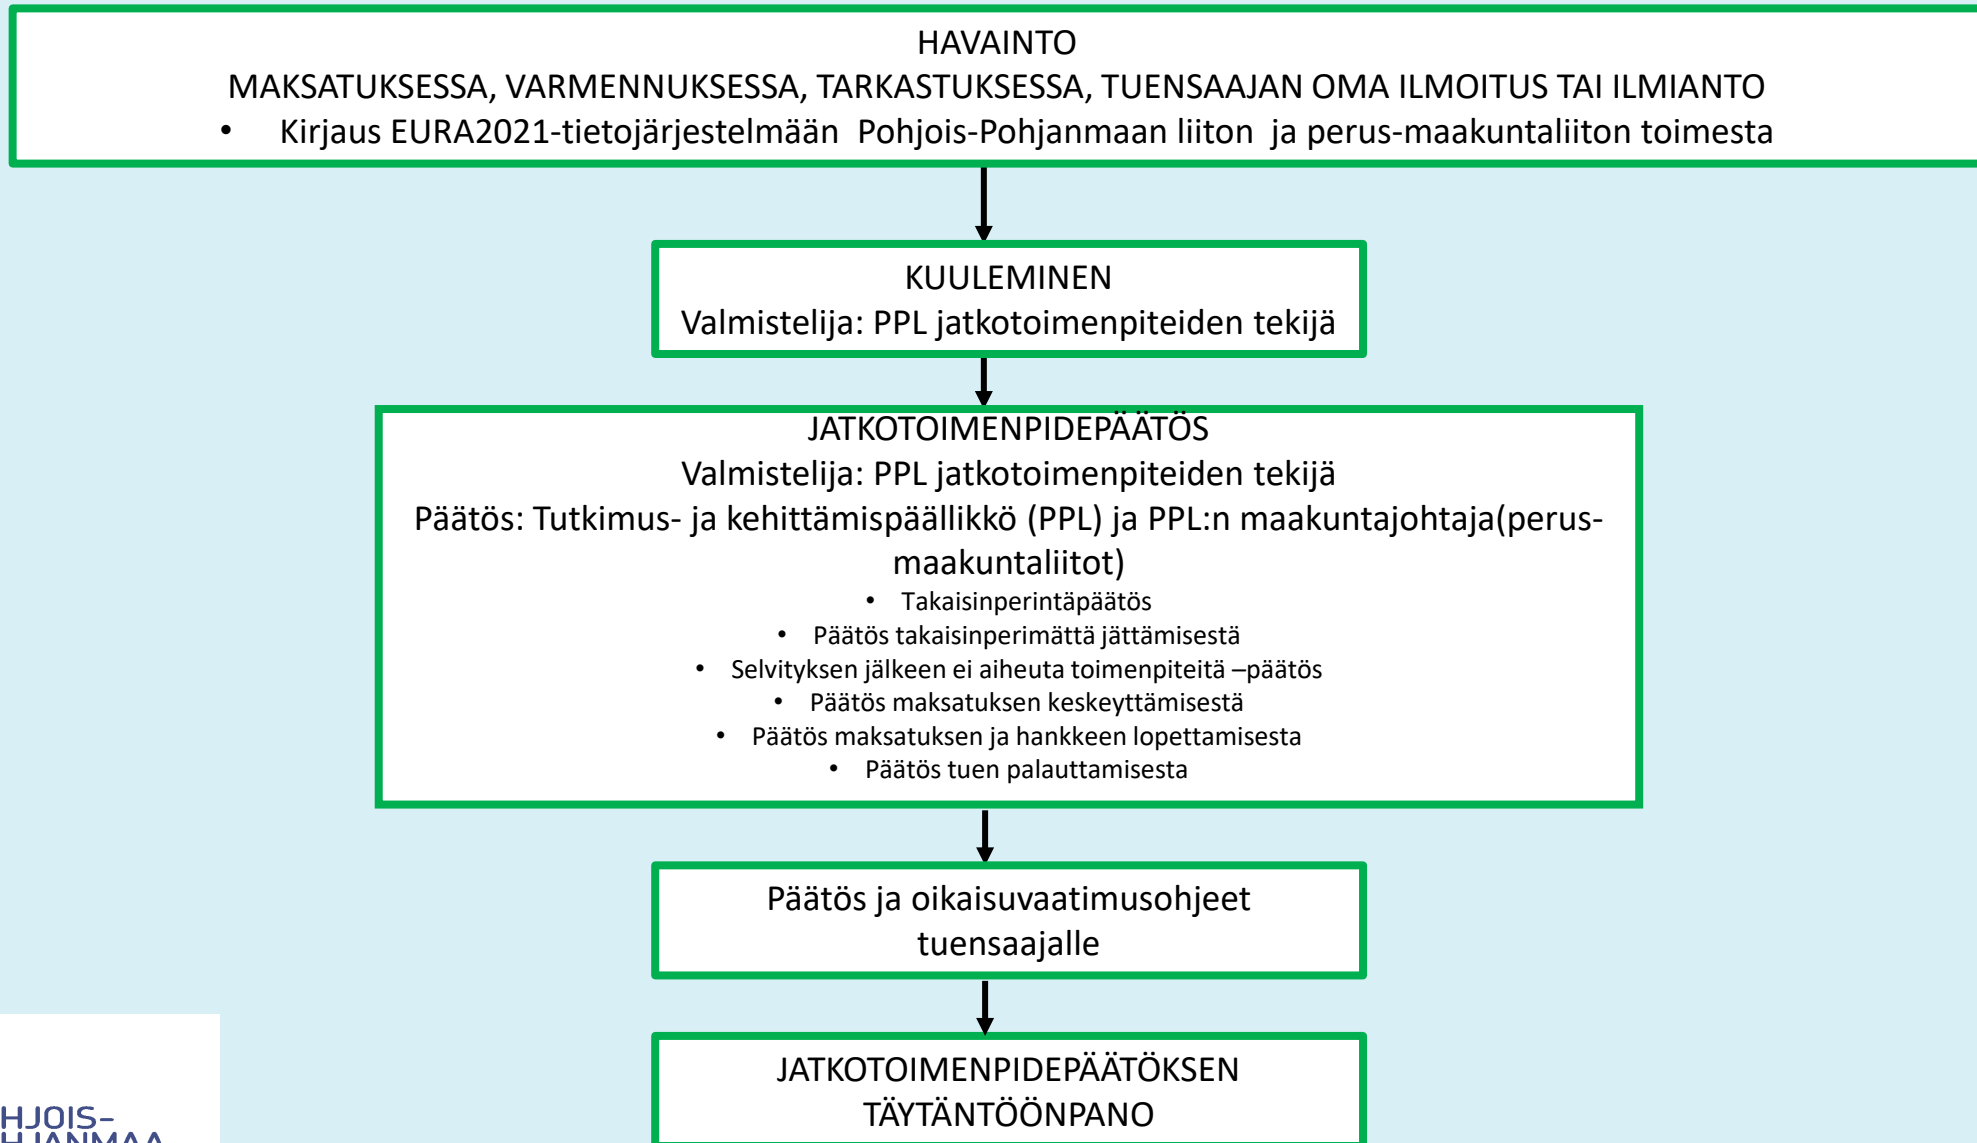 HAVAINTO
MAKSATUKSESSA, VARMENNUKSESSA, TARKASTUKSESSA, TUENSAAJAN OMA ILMOITUS TAI ILMIANTO
• Kirjaus EURA2021-tietojärjestelmään Pohjois-Pohjanmaan liiton ja perus-maakuntaliiton toimesta
KUULEMINEN
Valmistelija: PPL jatkotoimenpiteiden tekijä
JATKOTOIMENPIDEPÄÄTÖS
Valmistelija: PPL jatkotoimenpiteiden tekijä
Päätös: Tutkimus- ja kehittämispäällikkö (PPL) ja PPL:n maakuntajohtaja(perus-
maakuntaliitot)
• Takaisinperintäpäätös
• Päätös takaisinperimättä jättämisestä
• Selvityksen jälkeen ei aiheuta toimenpiteitä –päätös
• Päätös maksatuksen keskeyttämisestä
• Päätös maksatuksen ja hankkeen lopettamisesta
• Päätös tuen palauttamisesta
Päätös ja oikaisuvaatimusohjeet
tuensaajalle
JATKOTOIMENPIDEPÄÄTÖKSEN
TÄYTÄNTÖÖNPANO
HJOIS-
HJANMAA